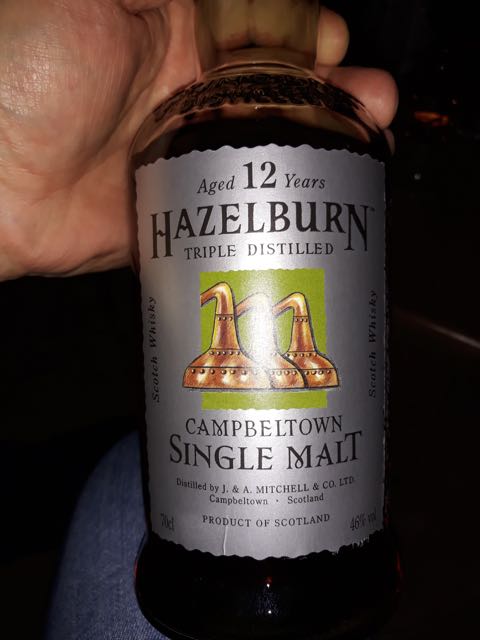 Aged 12 Years
HAZELBURN
TRIPLE DISTILLED
Scotch Whisky
Scotch Whisky
CAMPBELTOWN
SINGLE MALT
Distilled by J. & A. MITCHELL & CO. LTD.
Campbeltown · Scotland
70cl
PRODUCT OF SCOTLAND
46% vol